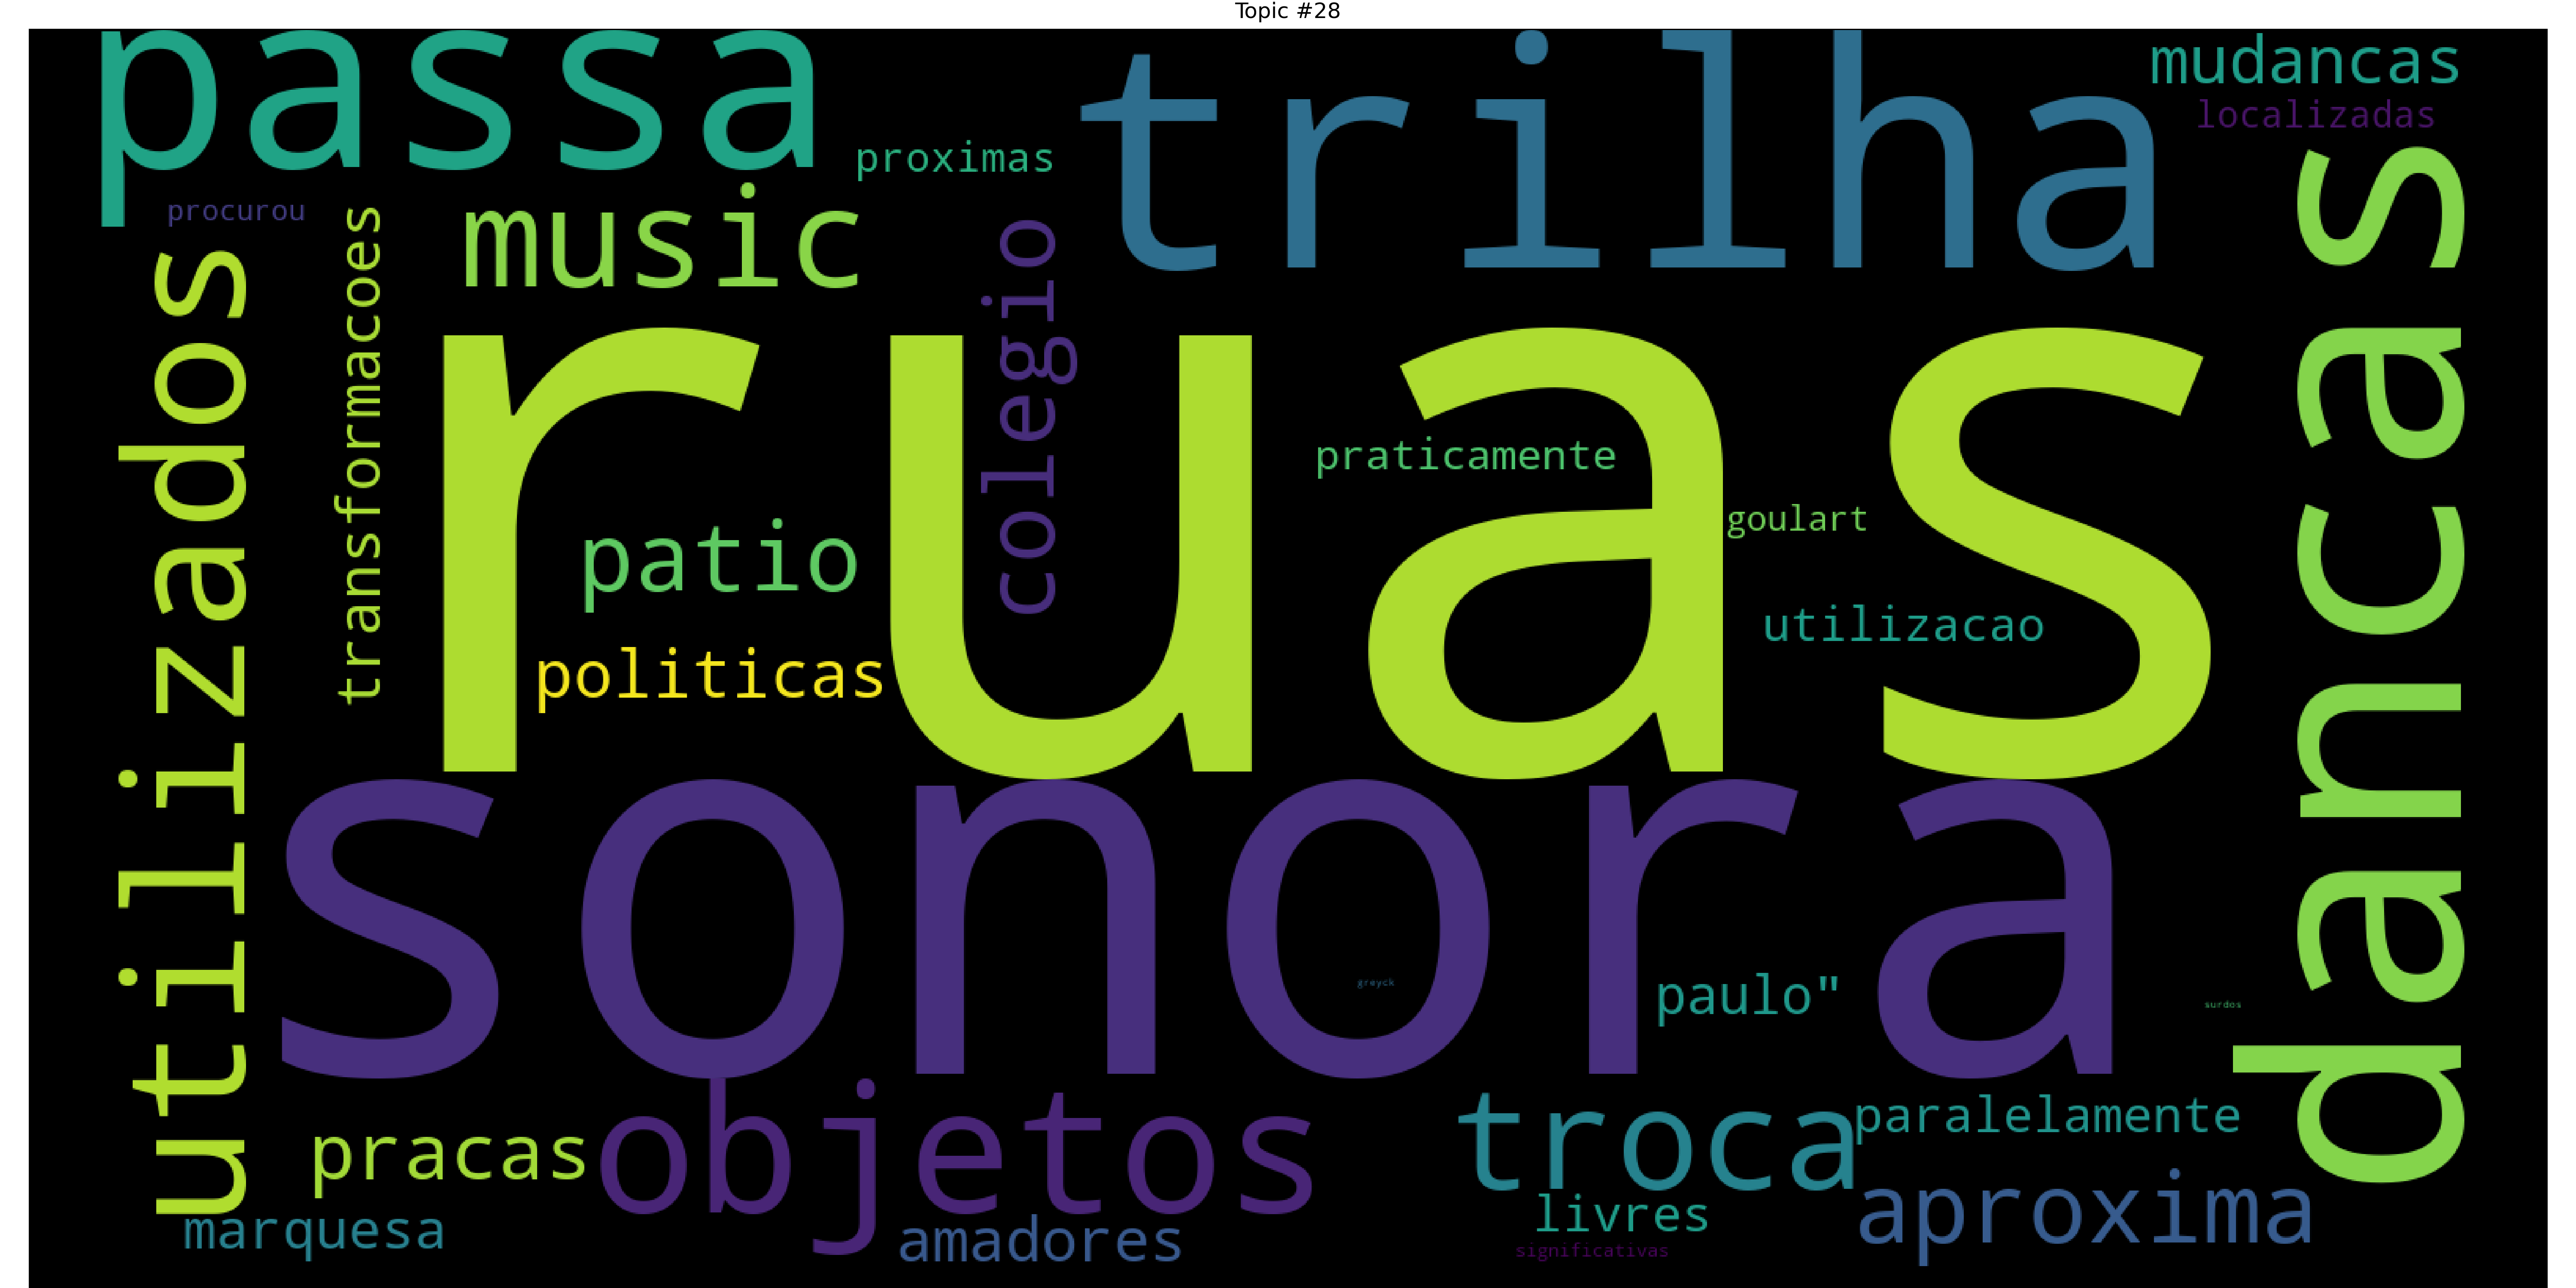 Topic #28
passa
trilha
mudancas
localizadas
proximas
procurou
music
transformacoes
colegio
utilizados
ruas
dancas
praticamente
goulart
patio
utilizacao
politicas
sonora
greyck
paulo"
surdos
objetos
troca
paralelamente
pracas
aproxima
livres
marquesa
amadores
significativas